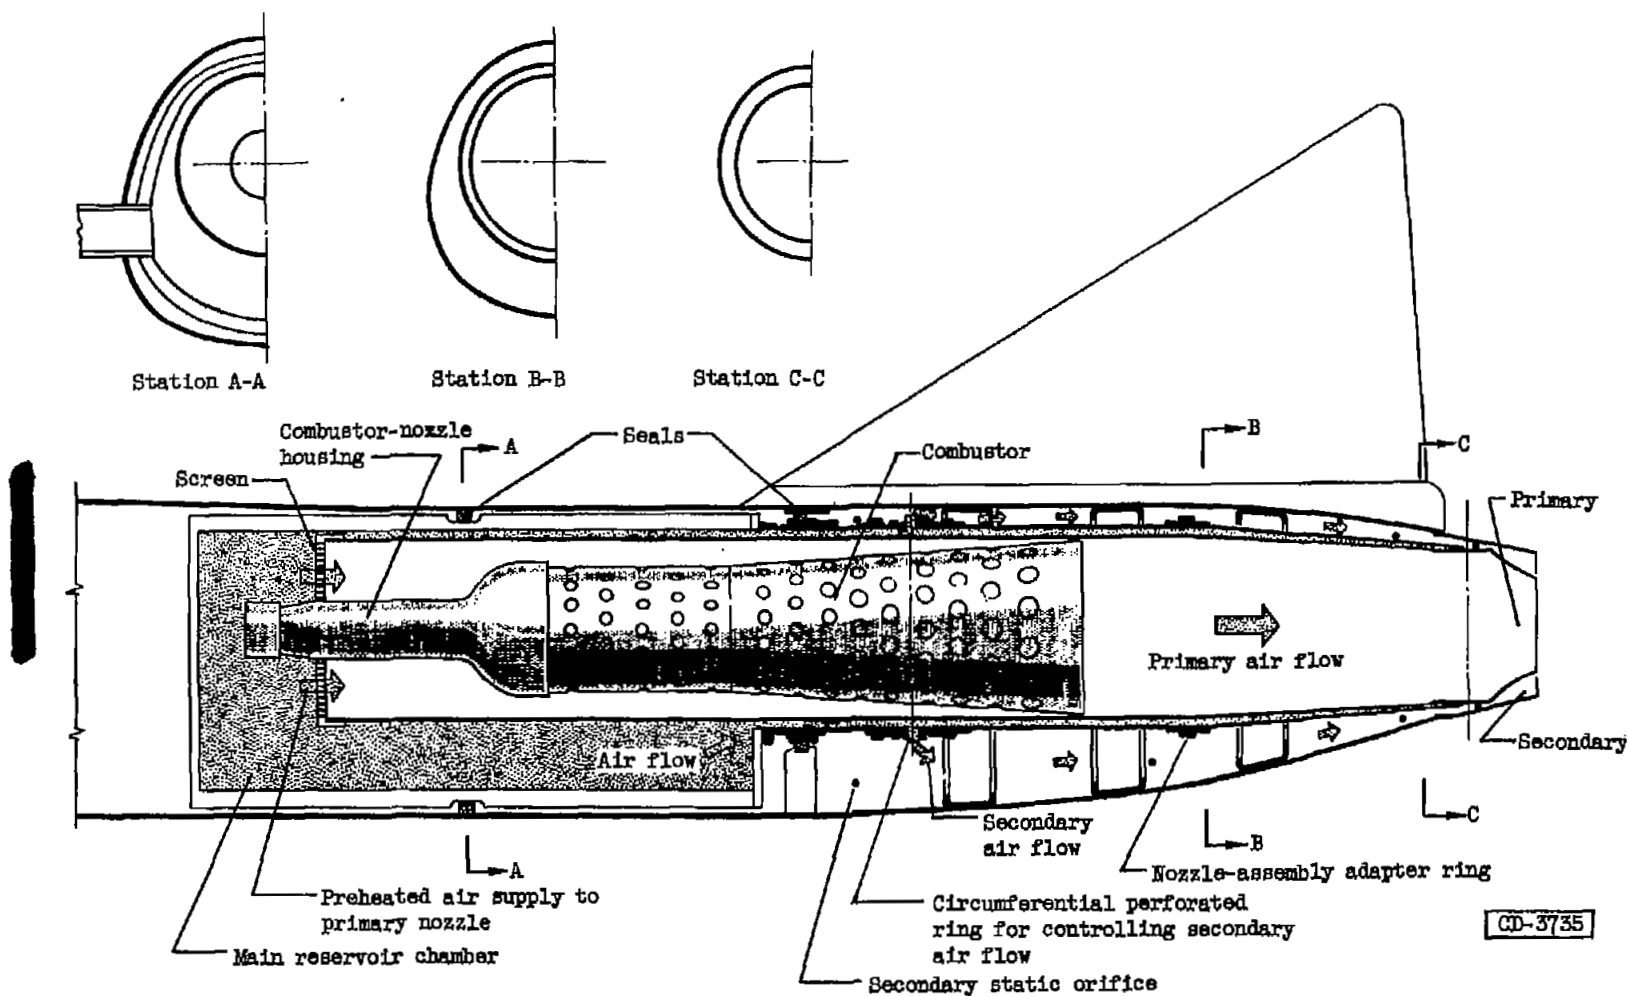 Station A-A
Station B-B
Station C-C
Combustor-nozzle
housing
A
Seals
Combustor
B
C
Screen
Primary
Primary air flow
Air flow
Secondary
Secondary
air flow
C
B
A
Nozzle-assembly adapter ring
Preheated air supply to
primary nozzle
Circumferential perforated
ring for controlling secondary
air flow
Main reservoir chamber
Secondary static orifice
CD-3735